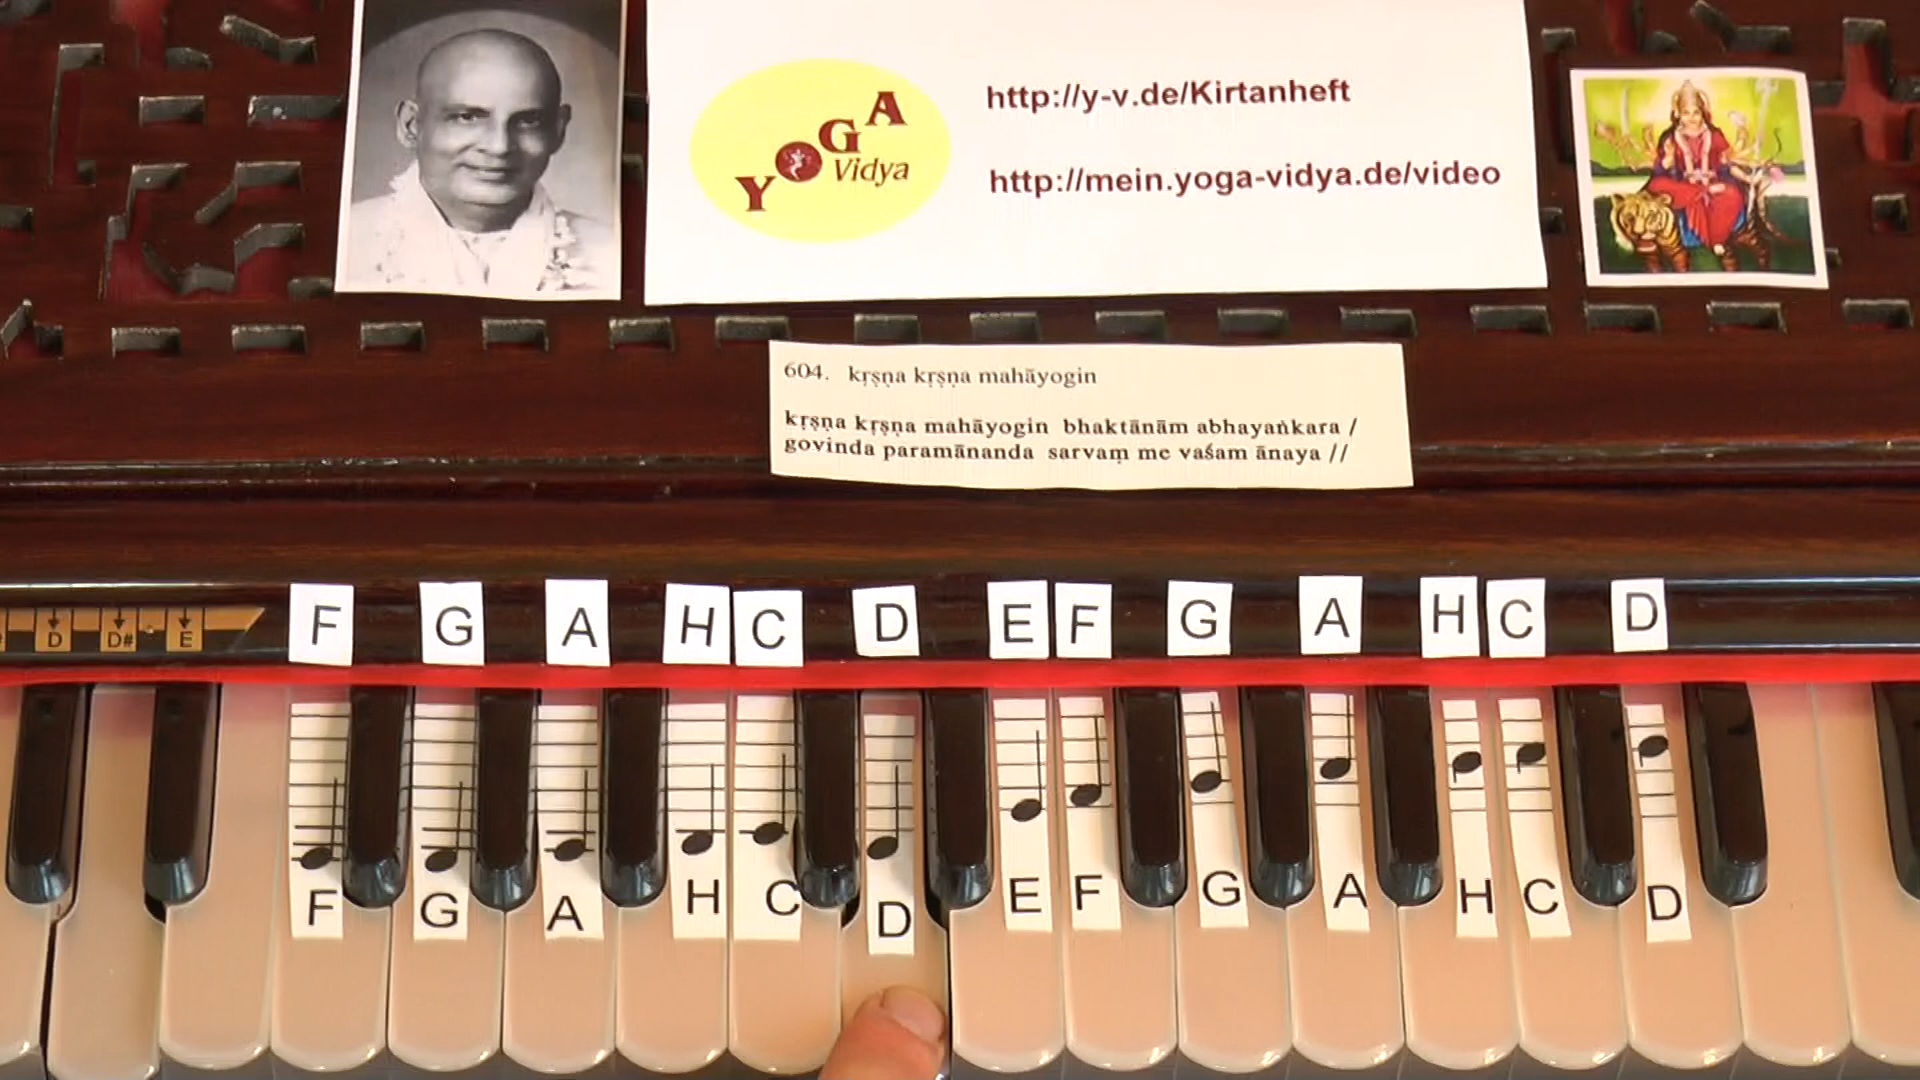 YOGA
Vidya
http://y-v.de/Kirtanheft
http://mein.yoga-vidya.de/video
604. kṛṣṇa kṛṣṇa mahāyogin
kṛṣṇa kṛṣṇa mahāyogin bhaktānām abhayaṅkara /
govinda paramānanda sarvaṃ me vaśam ānaya //
F G A H C D E F G A H C D
D D# E
F G A H C D E F G A H C D